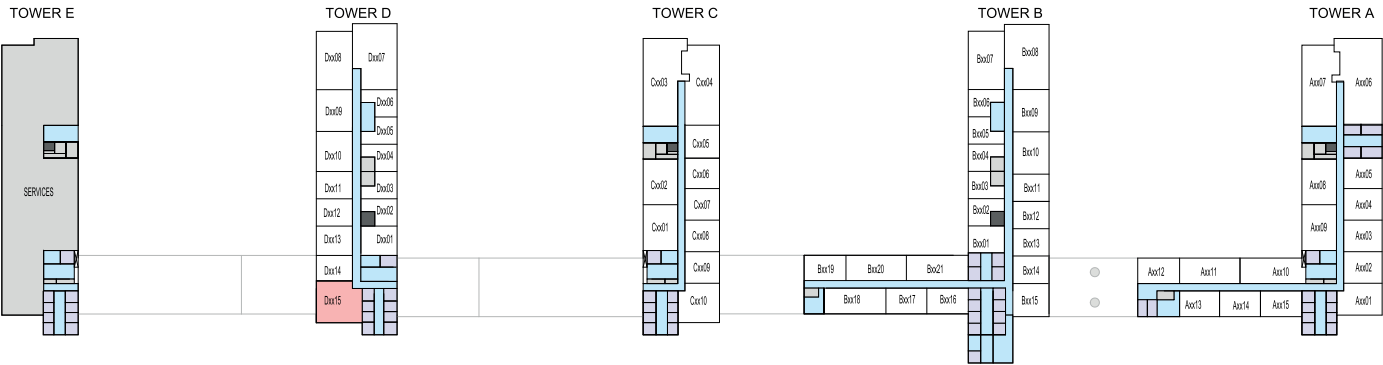 TOWER E
TOWER D
TOWER C
TOWER B
TOWER A
SERVICES
Dxx08
Dxx07
Dxx09
Dxx06
Dxx05
Dxx10
Dxx04
Dxx11
Dxx03
Dxx12
Dxx02
Dxx13
Dxx01
Dxx14
Dxx15
Cxx03
Cxx04
Cxx05
Cxx02
Cxx06
Cxx07
Cxx01
Cxx08
Cxx09
Cxx10
Bxx07
Bxx08
Bxx06
Bxx09
Bxx05
Bxx04
Bxx10
Bxx03
Bxx11
Bxx02
Bxx12
Bxx01
Bxx13
Bxx19
Bxx20
Bxx21
Bxx14
Bxx18
Bxx17
Bxx16
Bxx15
Axx07
Axx06
Axx08
Axx05
Axx04
Axx09
Axx03
Axx12
Axx11
Axx10
Axx02
Axx13
Axx14
Axx15
Axx01